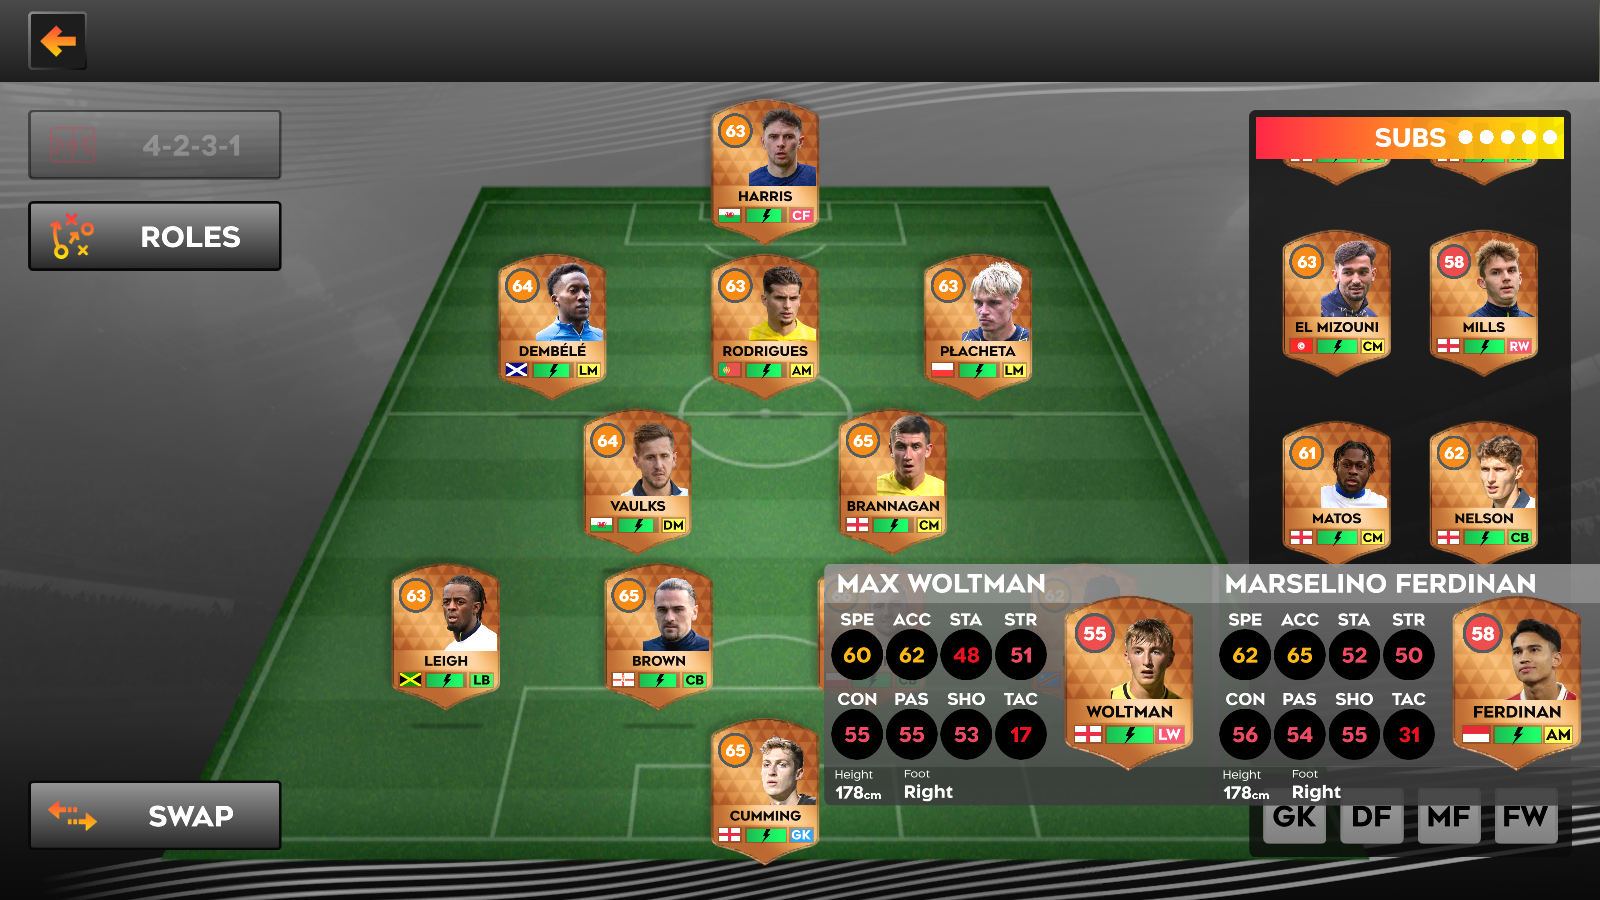 4-2-3-1
ROLES
SUBS
63
HARRIS
CF
64
DEMBÉLÉ
LM
63
RODRIGUES
AM
63
PŁACHETA
LM
64
VAULKS
DM
65
BRANNAGAN
CM
63
LEIGH
LB
65
BROWN
CB
62
CB
65
CUMMING
GK
63
EL MIZOUNI
CM
58
MILLS
RW
61
MATOS
CM
62
NELSON
CB
MAX WOLTMAN
SPE ACC STA STR
60 62 48 51
CON PAS SHO TAC
55 55 53 17
Height Foot
178cm Right
55
WOLTMAN
LW
MARSELINO FERDINAN
SPE ACC STA STR
62 65 52 50
CON PAS SHO TAC
56 54 55 31
Height Foot
178cm Right
58
FERDINAN
AM
SWAP
GK DF MF FW